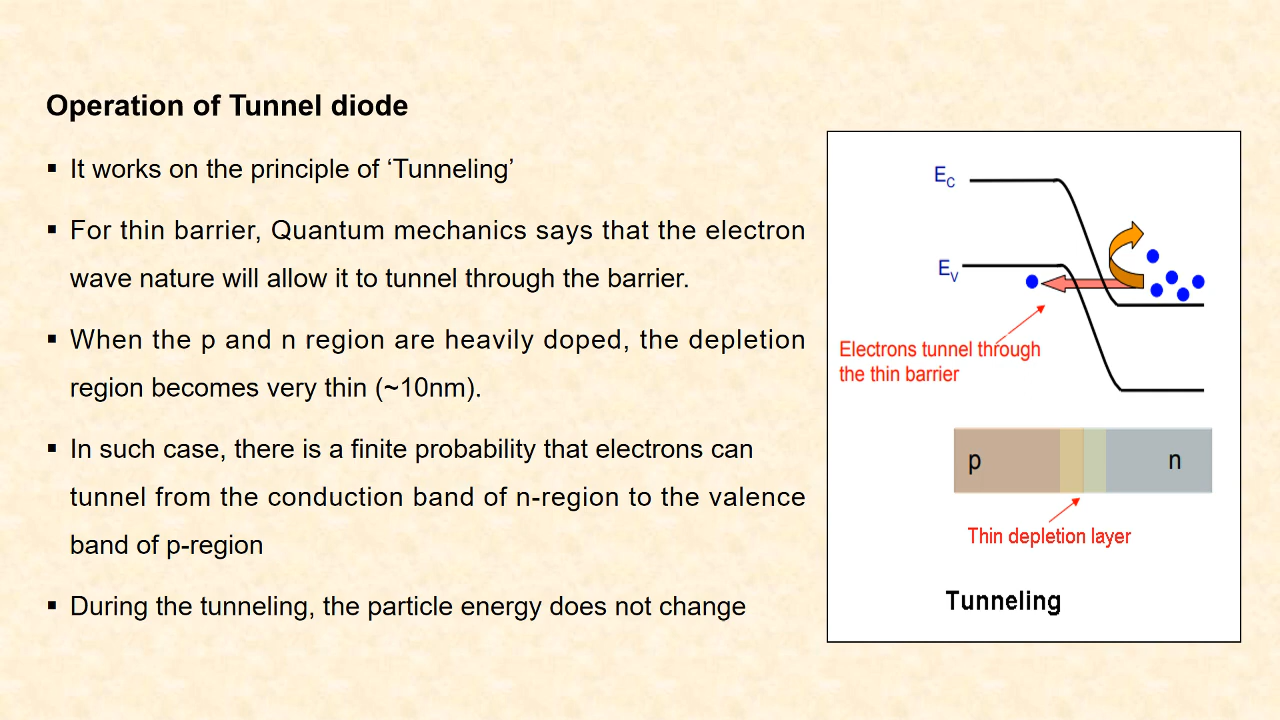 Operation of Tunnel diode
▪ It works on the principle of ‘Tunneling’
▪ For thin barrier, Quantum mechanics says that the electron
wave nature will allow it to tunnel through the barrier.
▪ When the p and n region are heavily doped, the depletion
region becomes very thin (~10nm).
▪ In such case, there is a finite probability that electrons can
tunnel from the conduction band of n-region to the valence
band of p-region
▪ During the tunneling, the particle energy does not change
EC
EV
Electrons tunnel through
the thin barrier
p n
Thin depletion layer
Tunneling